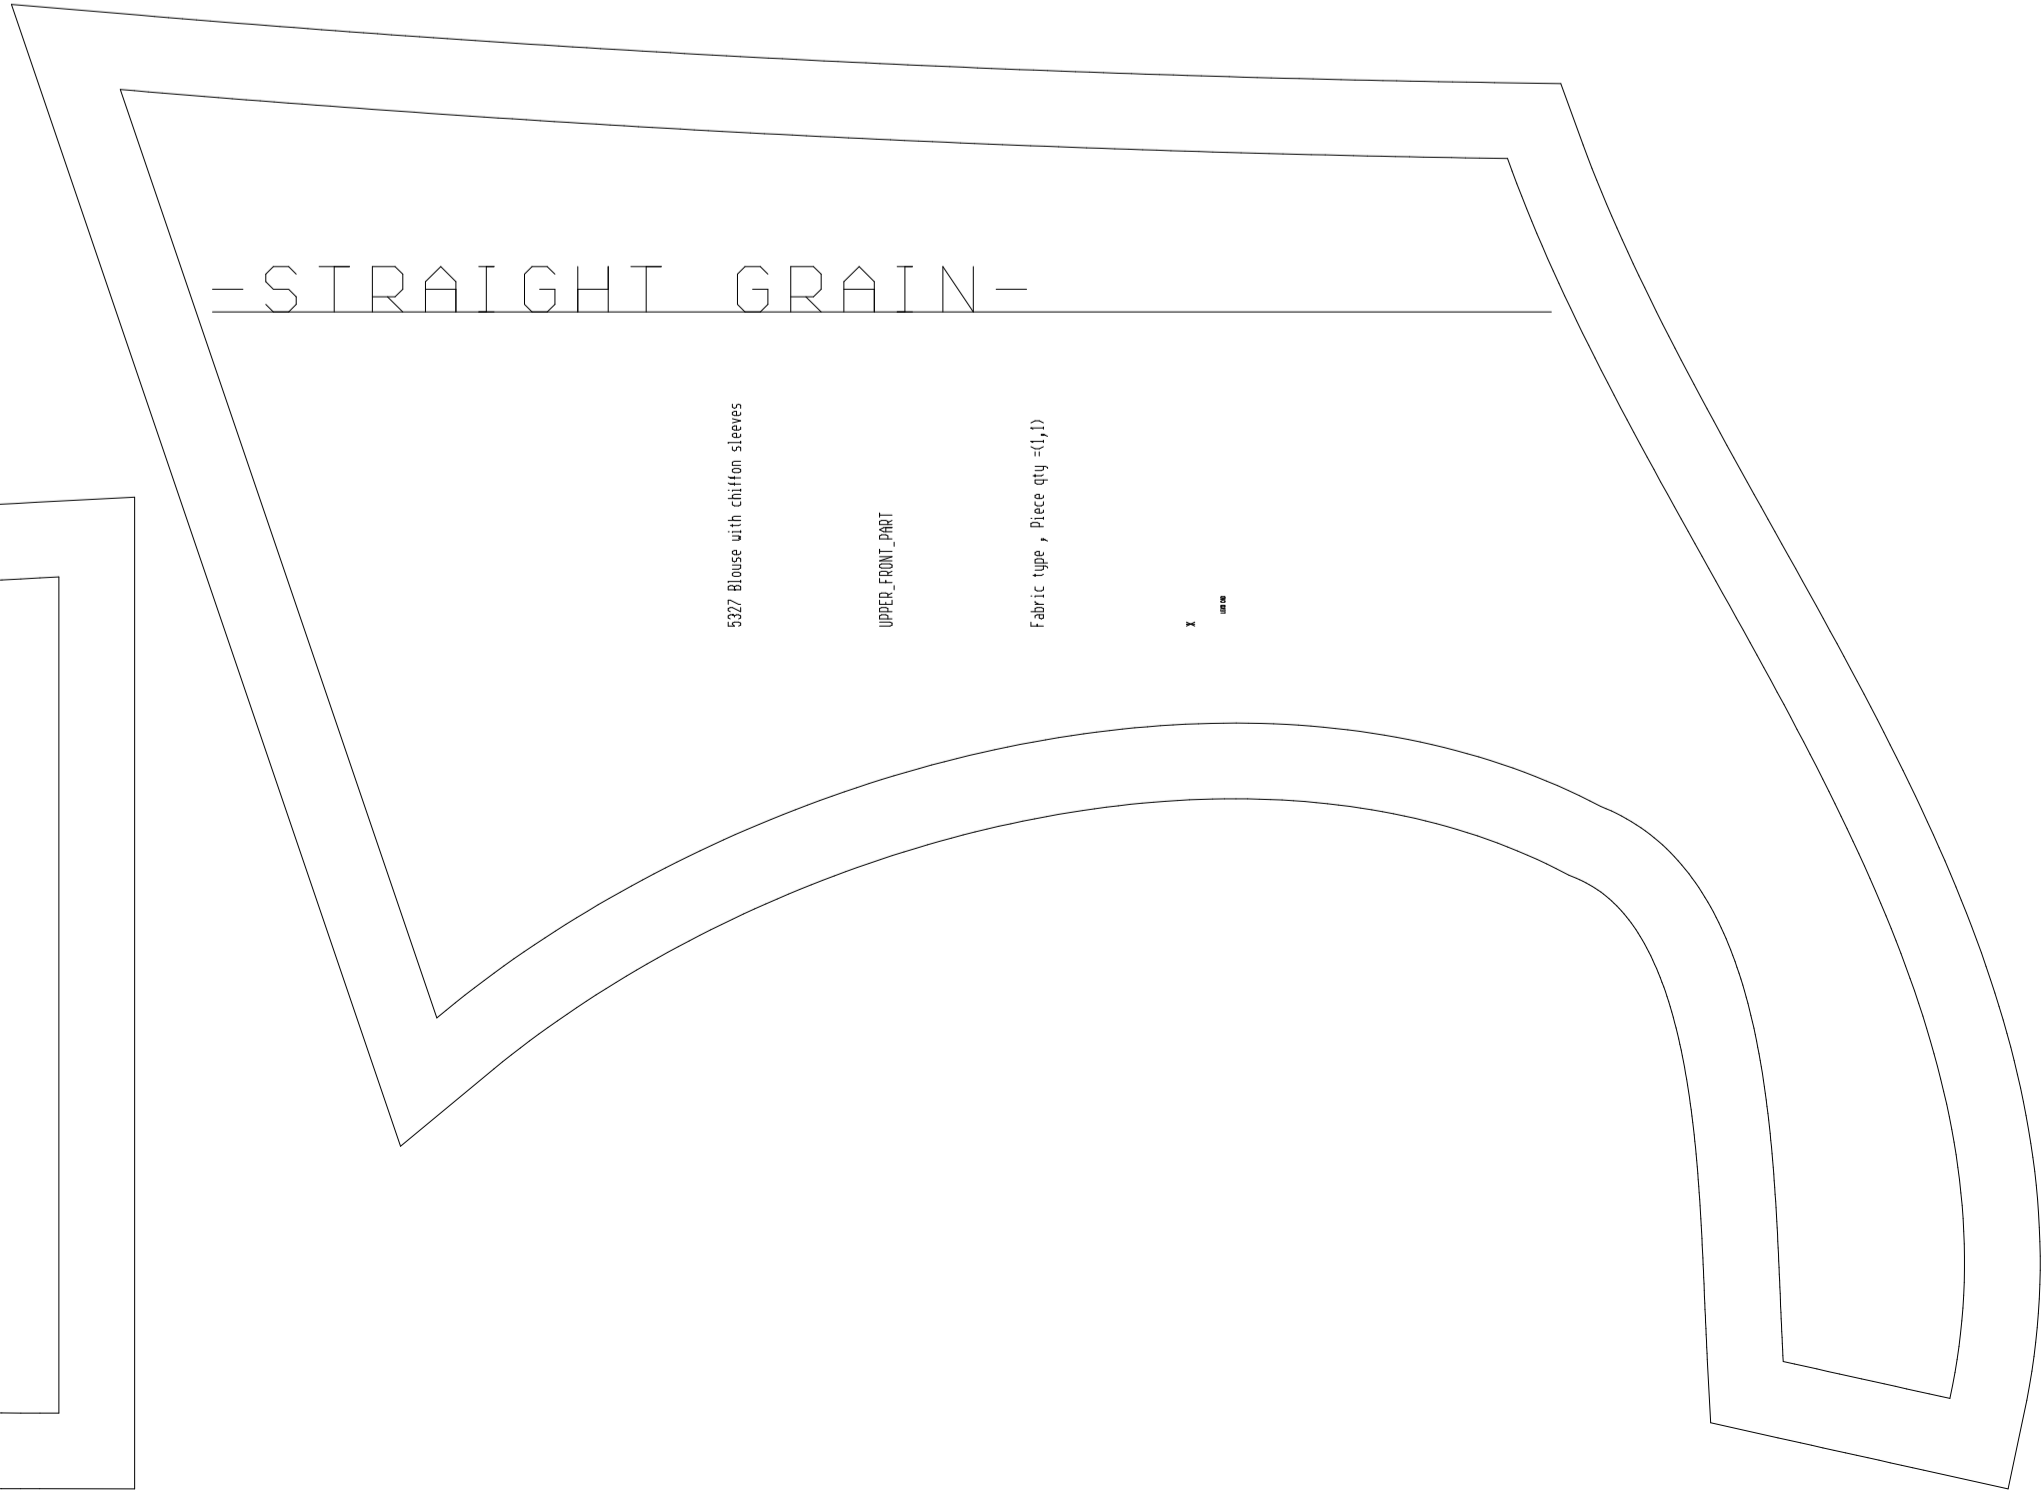 -STRAIGHT GRAIN-
5327 Blouse with chiffon sleeves
UPPER_FRONT_PART
Fabric type , Piece qty =(1,1)
X